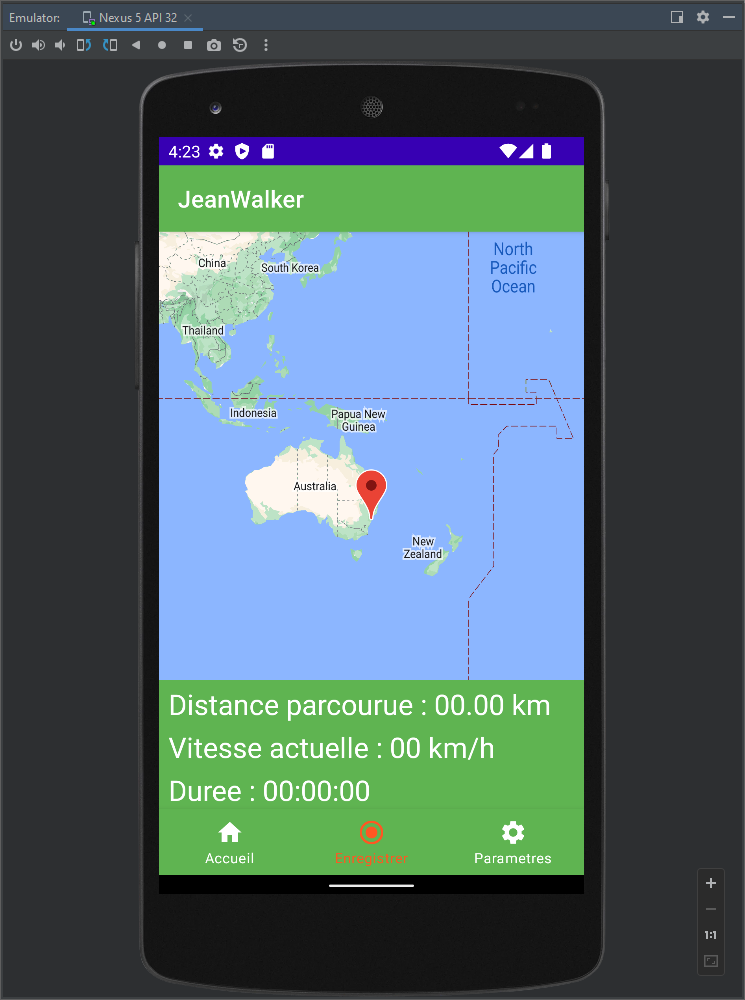 Emulator:
Nexus 5 API 32
4:23
JeanWalker
North
Pacific
Ocean
China
South Korea
Thailand
Indonesia
Papua New
Guinea
Australia
New
Zealand
Distance parcourue : 00.00 km
Vitesse actuelle : 00 km/h
Duree : 00:00:00
Accueil
Enregistrer
Parametres
1:1